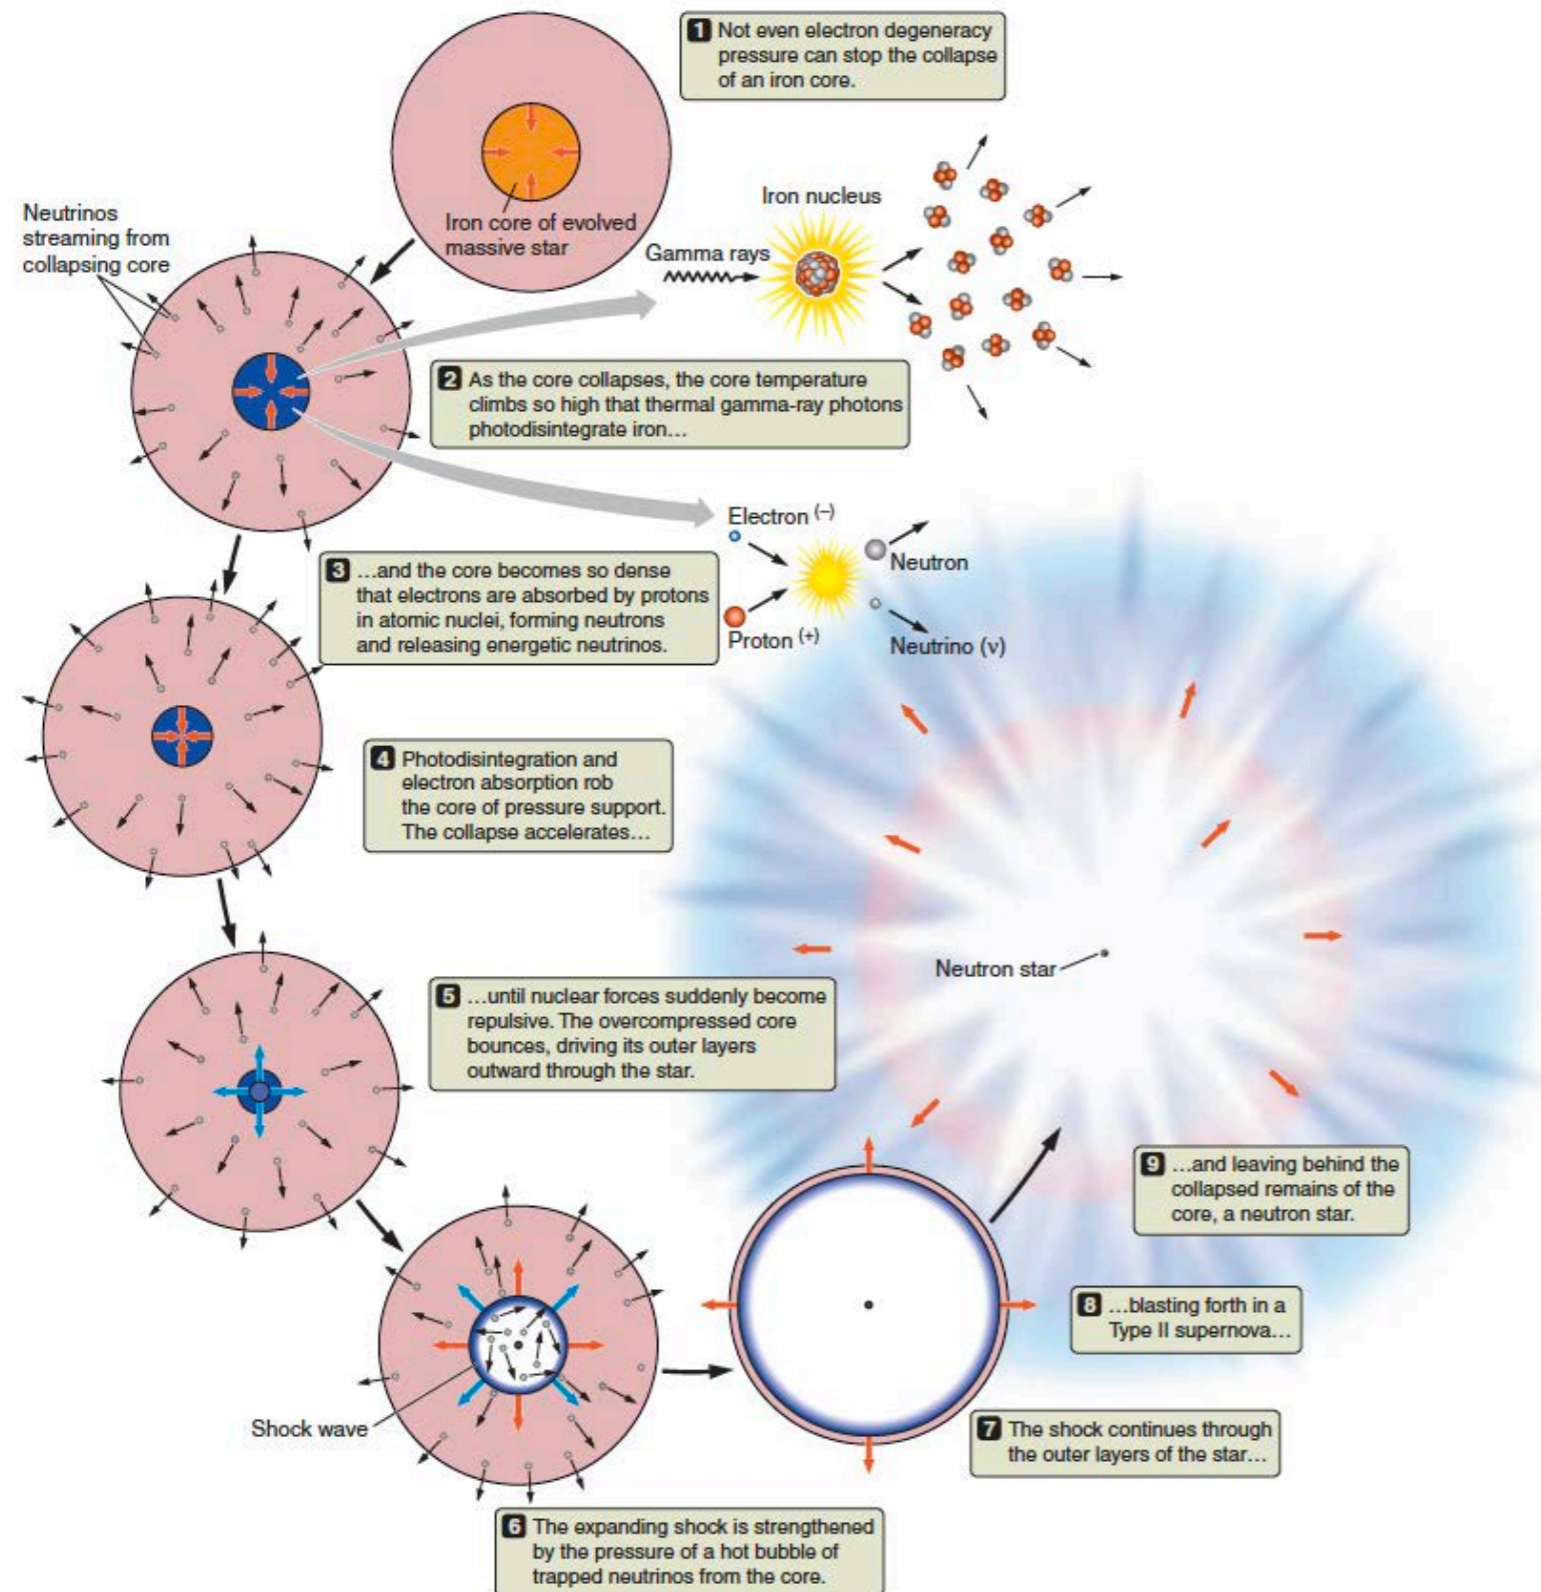 1 Not even electron degeneracy
pressure can stop the collapse
of an iron core.
Iron core of evolved
massive star
Neutrinos
streaming from
collapsing core
Iron nucleus
Gamma rays
2 As the core collapses, the core temperature
climbs so high that thermal gamma-ray photons
photodisintegrate iron…
Electron (–)
Neutron
Proton (+)
Neutrino (ν)
3 …and the core becomes so dense
that electrons are absorbed by protons
in atomic nuclei, forming neutrons
and releasing energetic neutrinos.
4 Photodisintegration and
electron absorption rob
the core of pressure support.
The collapse accelerates…
Neutron star
5 …until nuclear forces suddenly become
repulsive. The overcompressed core
bounces, driving its outer layers
outward through the star.
Shock wave
6 The expanding shock is strengthened
by the pressure of a hot bubble of
trapped neutrinos from the core.
7 The shock continues through
the outer layers of the star…
8 …blasting forth in a
Type II supernova…
9 …and leaving behind the
collapsed remains of the
core, a neutron star.